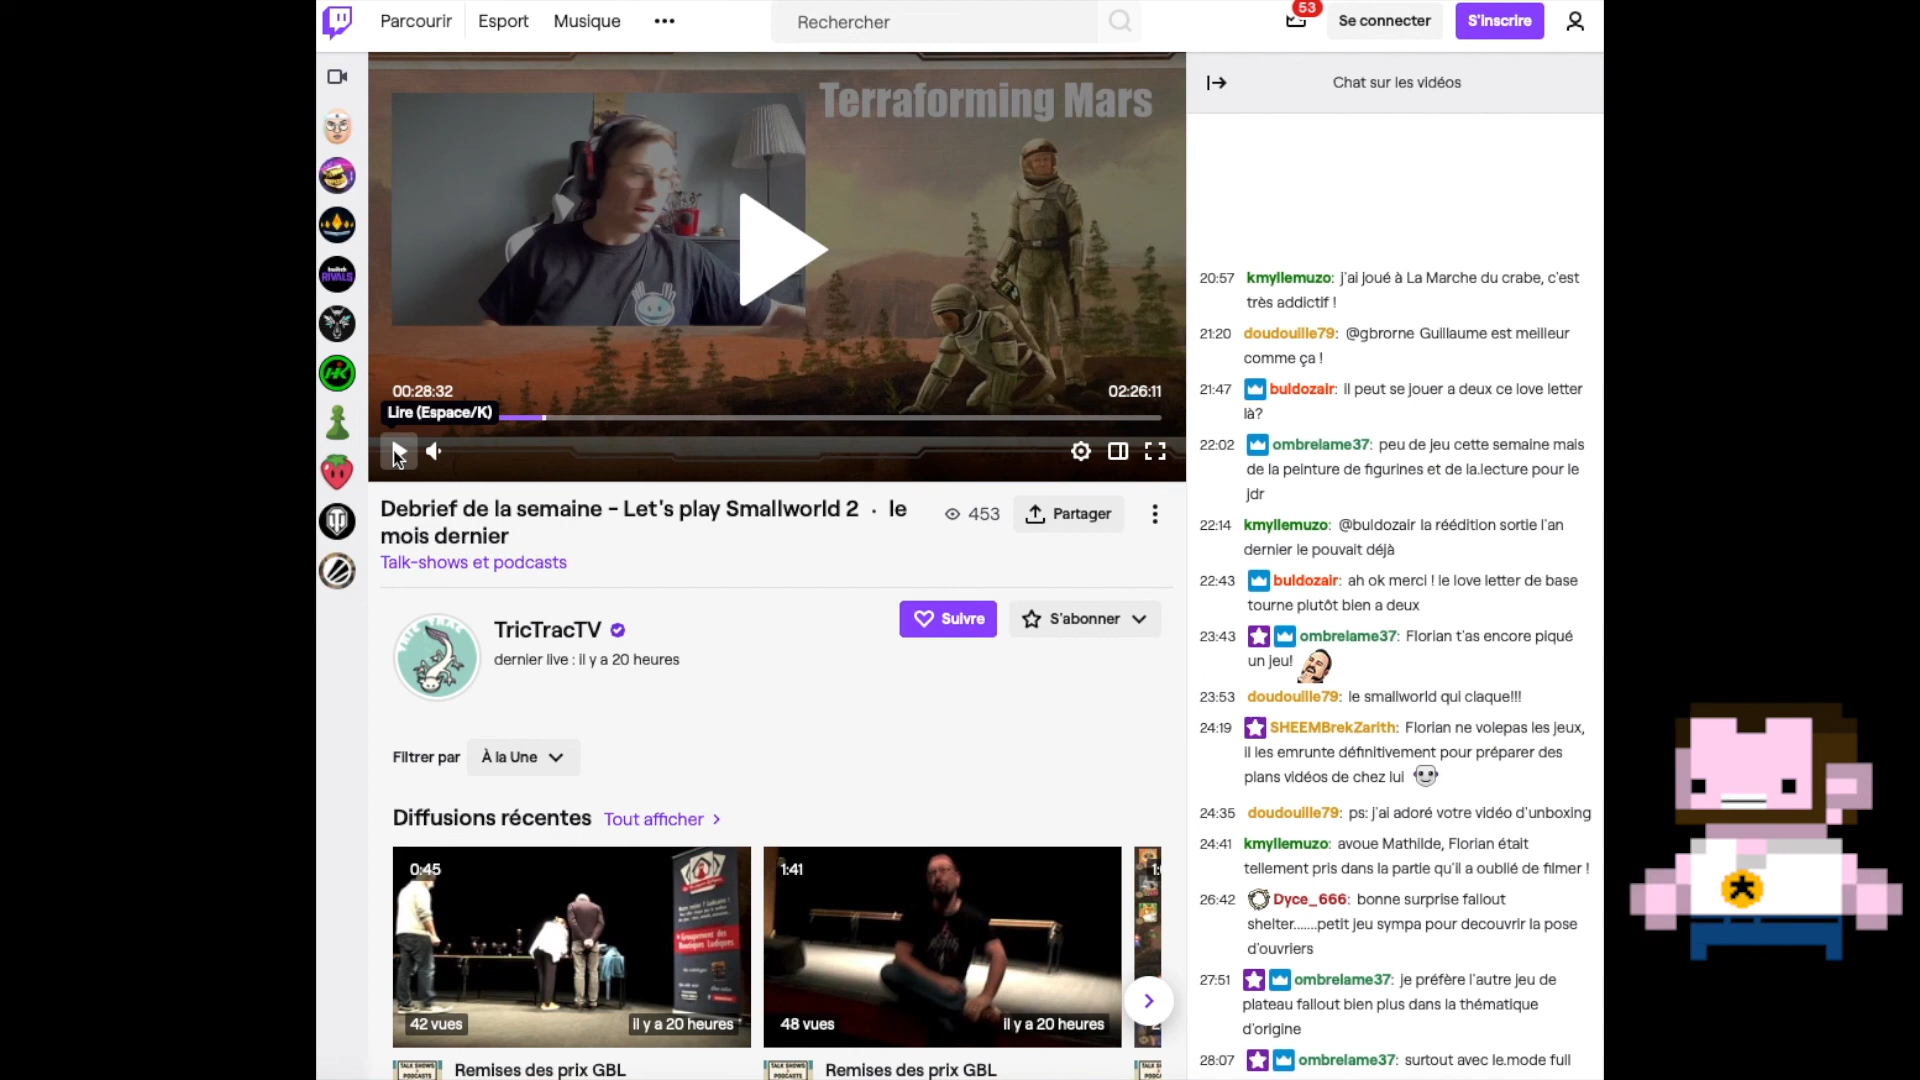 Parcourir
Esport
Musique
Rechercher
53
Se connecter
S'inscrire
Terraforming Mars
Chat sur les vidéos
00:28:32
02:26:11
Lire (Espace/K)
Debrief de la semaine - Let's play Smallworld 2 · le
mois dernier
Talk-shows et podcasts
453
Partager
TricTracTV
dernier live : il y a 20 heures
Suivre
S'abonner
Filtrer par
À la Une
Diffusions récentes
Tout afficher
0:45
42 vues
il y a 20 heures
1:41
48 vues
il y a 20 heures
TALK SHOWS
PODCASTS
Remises des prix GBL
TALK SHOWS
PODCASTS
Remises des prix GBL
20:57 kmyllemuzo: j'ai joué à La Marche du crabe, c'est
très addictif !
21:20 doudouille79: @gbrorne Guillaume est meilleur
comme ça !
21:47 buldozair: il peut se jouer a deux ce love letter
là?
22:02 ombrelame37: peu de jeu cette semaine mais
de la peinture de figurines et de la.lecture pour le
jdr
22:14 kmyllemuzo: @buldozair la réédition sortie l'an
dernier le pouvait déjà
22:43 buldozair: ah ok merci ! le love letter de base
tourne plutôt bien a deux
23:43 ombrelame37: Florian t'as encore piqué
un jeu!
23:53 doudouille79: le smallworld qui claque!!!
24:19 SHEEMBrekZarith: Florian ne volepas les jeux,
il les emrunte définitivement pour préparer des
plans vidéos de chez lui
24:35 doudouille79: ps: j'ai adoré votre vidéo d'unboxing
24:41 kmyllemuzo: avoue Mathilde, Florian était
tellement pris dans la partie qu'il a oublié de filmer !
26:42 Dyce_666: bonne surprise fallout
shelter.......petit jeu sympa pour decouvrir la pose
d'ouvriers
27:51 ombrelame37: je préfère l'autre jeu de
plateau fallout bien plus dans la thématique
d'origine
28:07 ombrelame37: surtout avec le.mode full